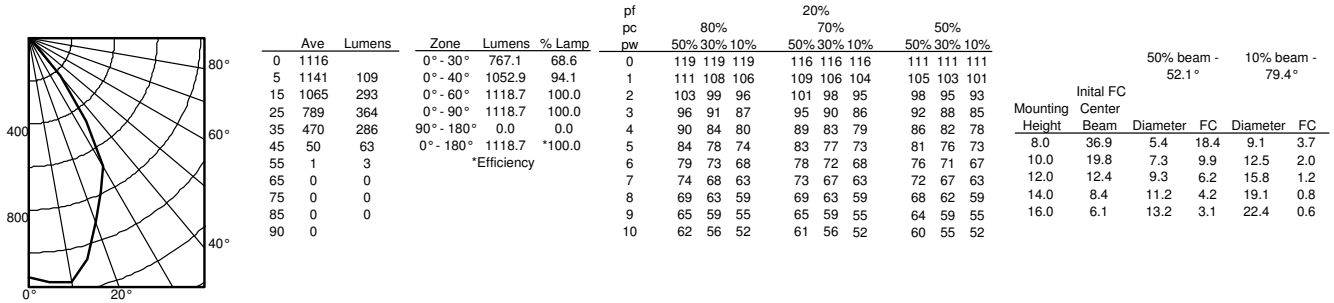 80°
60°
40°
400
800
0° 20°
Ave Lumens
0 1116
5 1141 109
15 1065 293
25 789 364
35 470 286
45 50 63
55 1 3
65 0 0
75 0 0
85 0 0
90 0
Zone Lumens % Lamp
0° - 30° 767.1 68.6
0° - 40° 1052.9 94.1
0° - 60° 1118.7 100.0
0° - 90° 1118.7 100.0
90° - 180° 0.0 0.0
0° - 180° 1118.7 *100.0
*Efficiency
pf 20%
pc 80% 70% 50%
pw 50% 30% 10% 50% 30% 10% 50% 30% 10%
0 119 119 119 116 116 116 111 111 111
1 111 108 106 109 106 104 105 103 101
2 103 99 96 101 98 95 98 95 93
3 96 91 87 95 90 86 92 88 85
4 90 84 80 89 83 79 86 82 78
5 84 78 74 83 77 73 81 76 73
6 79 73 68 78 72 68 76 71 67
7 74 68 63 73 67 63 72 67 63
8 69 63 59 69 63 59 68 62 59
9 65 59 55 65 59 55 64 59 55
10 62 56 52 61 56 52 60 55 52
50% beam - 10% beam -
52.1° 79.4°
Inital FC
Mounting Center
Height Beam Diameter FC Diameter FC
8.0 36.9 5.4 18.4 9.1 3.7
10.0 19.8 7.3 9.9 12.5 2.0
12.0 12.4 9.3 6.2 15.8 1.2
14.0 8.4 11.2 4.2 19.1 0.8
16.0 6.1 13.2 3.1 22.4 0.6